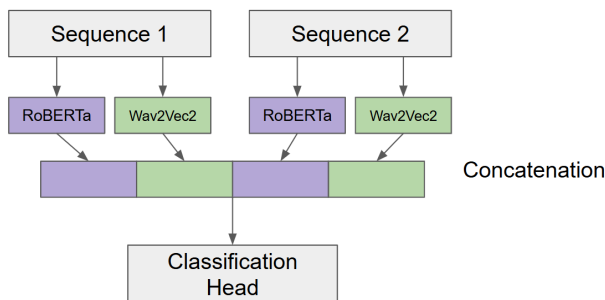 Sequence 1
Sequence 2
RoBERTa
Wav2Vec2
RoBERTa
Wav2Vec2
Concatenation
Classification
Head